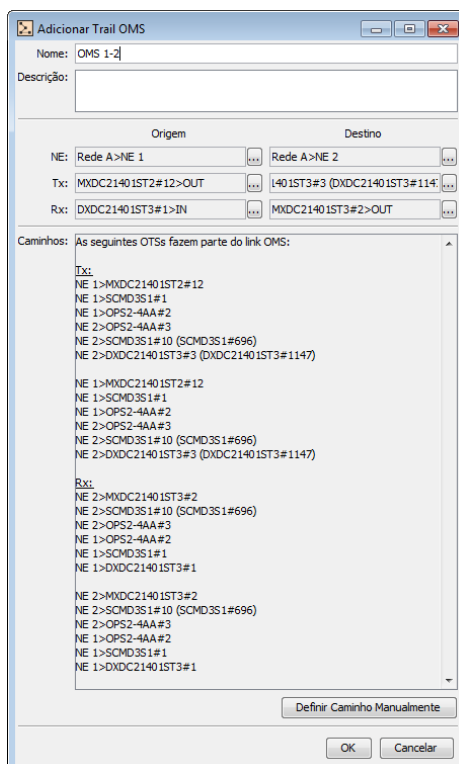 Adicionar Trail OMS
Nome: OMS 1-2
Descrição:
Origem Destino
NE: Rede A>NE 1 ... Rede A>NE 2 ...
Tx: MXDC21401ST2#12>OUT ... 1401ST3#3 (DXDC21401ST3#1147 ...
Rx: DXDC21401ST3#1>IN ... MXDC21401ST3#2>OUT ...
Caminhos: As seguintes OTSs fazem parte do link OMS:
Tx:
NE 1>MXDC21401ST2#12
NE 1>SCMD3S1#1
NE 1>OPS2-4AA#2
NE 2>OPS2-4AA#3
NE 2>SCMD3S1#10 (SCMD3S1#696)
NE 2>DXDC21401ST3#3 (DXDC21401ST3#1147)
NE 1>MXDC21401ST2#12
NE 1>SCMD3S1#1
NE 1>OPS2-4AA#2
NE 2>OPS2-4AA#3
NE 2>SCMD3S1#10 (SCMD3S1#696)
NE 2>DXDC21401ST3#3 (DXDC21401ST3#1147)
Rx:
NE 2>MXDC21401ST3#2
NE 2>SCMD3S1#10 (SCMD3S1#696)
NE 2>OPS2-4AA#3
NE 1>OPS2-4AA#2
NE 1>SCMD3S1#1
NE 1>DXDC21401ST3#1
NE 2>MXDC21401ST3#2
NE 2>SCMD3S1#10 (SCMD3S1#696)
NE 2>OPS2-4AA#3
NE 1>OPS2-4AA#2
NE 1>SCMD3S1#1
NE 1>DXDC21401ST3#1
Definir Caminho Manualmente
OK Cancelar